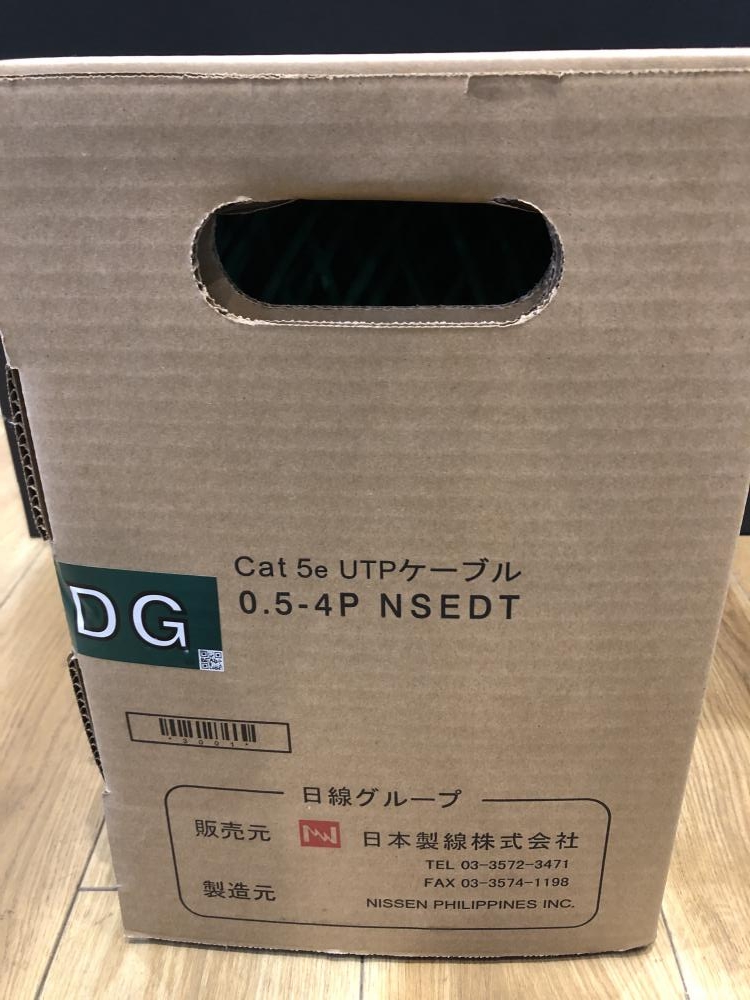 Cat 5e UTPケーブル
0.5-4P NSEDT
DG
*3001*
日線グループ
販売元 日本製線株式会社
TEL 03-3572-3471
FAX 03-3574-1198
製造元 NISSEN PHILIPPINES INC.